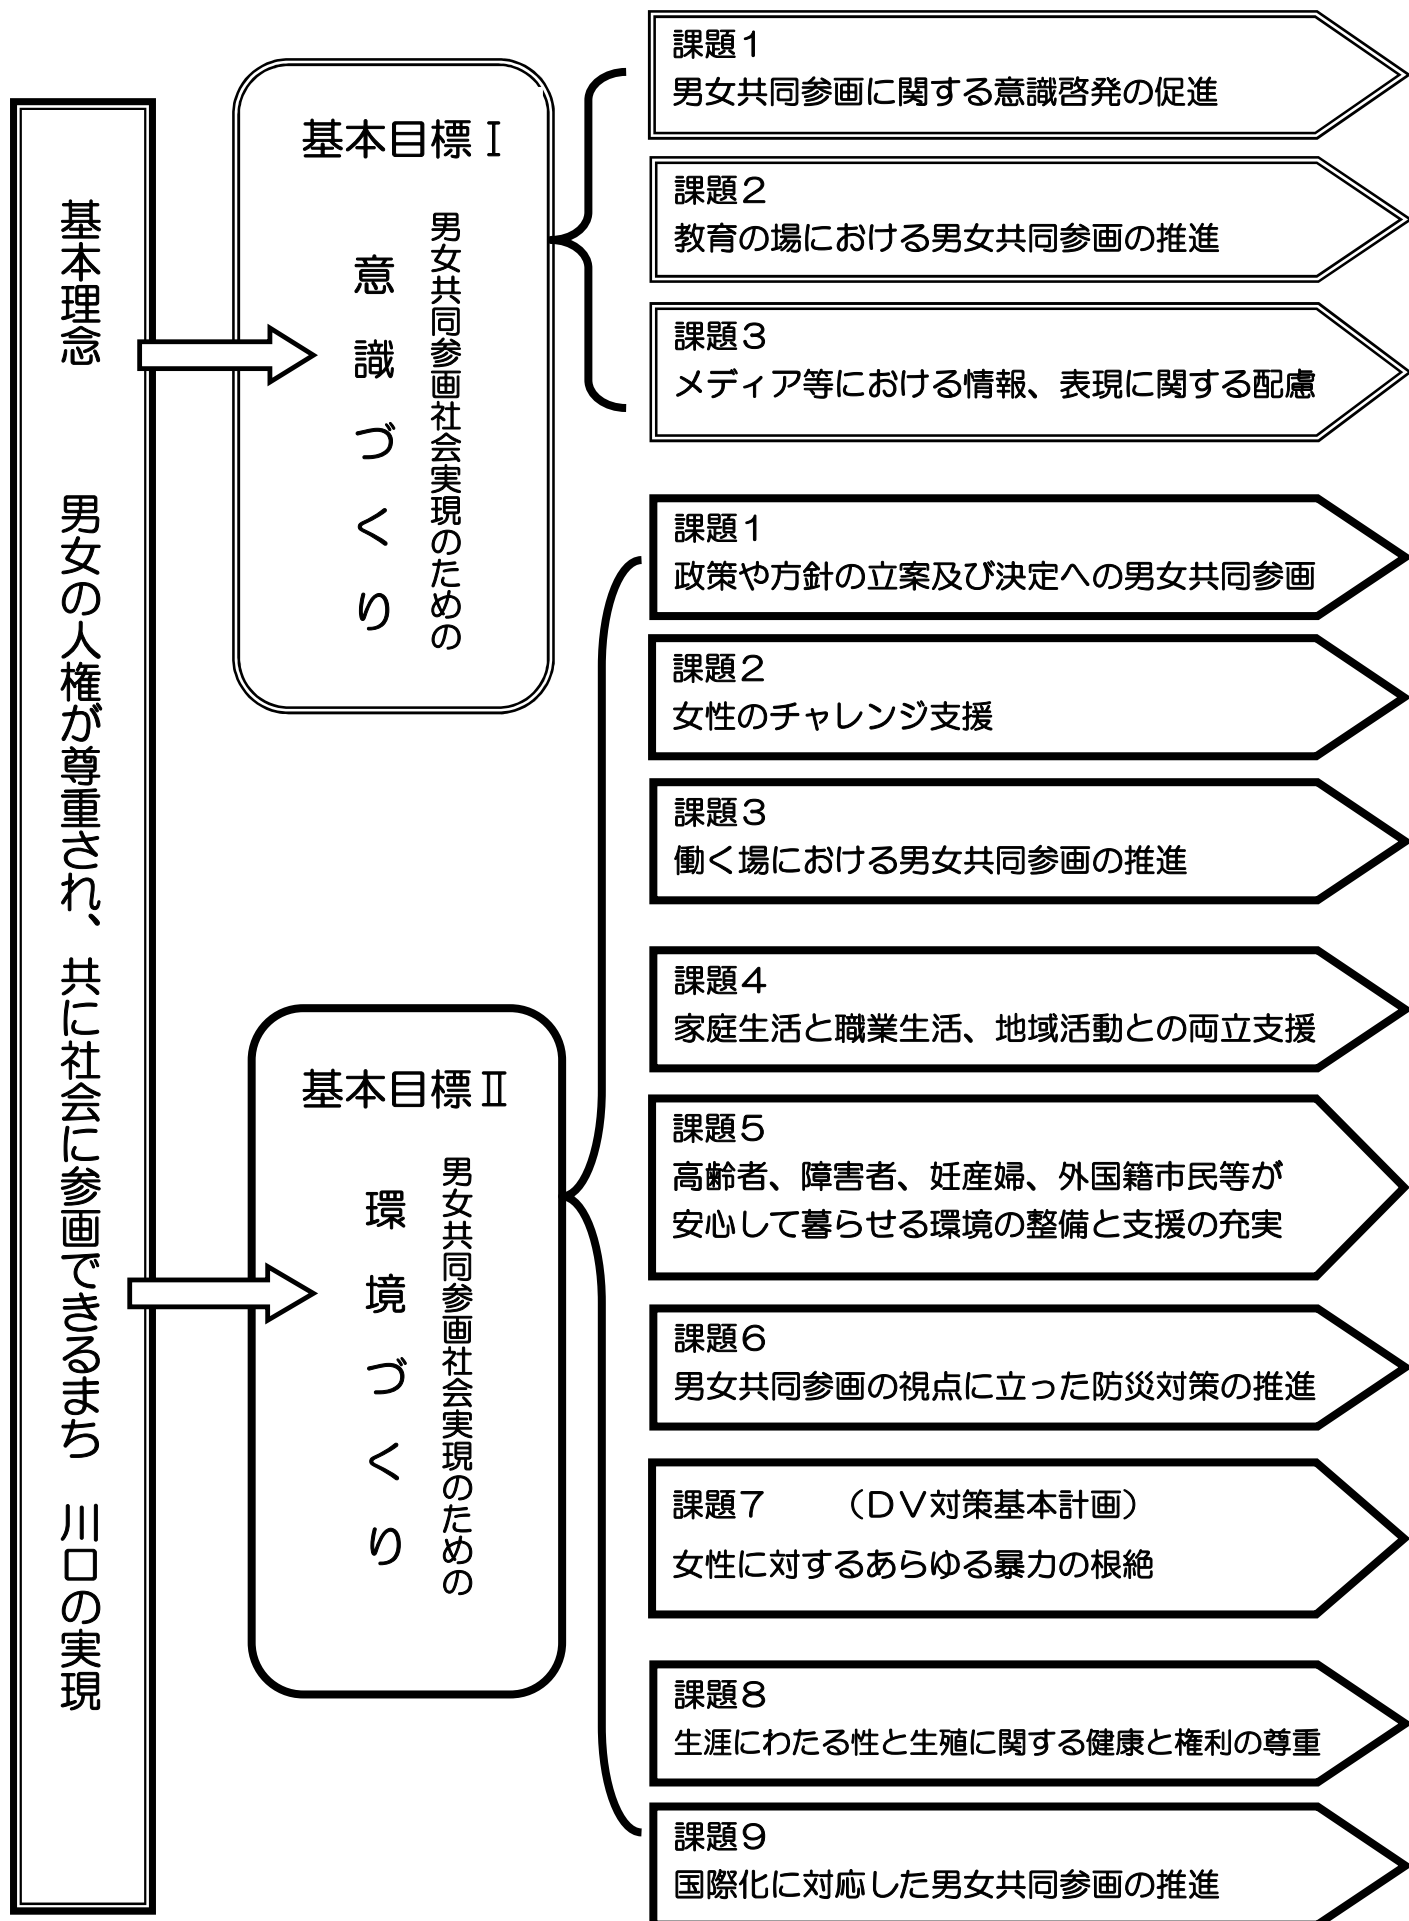 基本理念　　男女の人権が尊重され、共に社会に参画できるまち　川口の実現
基本目標Ⅰ
男女共同参画社会実現のための
意識づくり
課題１
男女共同参画に関する意識啓発の促進
課題２
教育の場における男女共同参画の推進
課題３
メディア等における情報、表現に関する配慮
基本目標Ⅱ
男女共同参画社会実現のための
環境づくり
課題１
政策や方針の立案及び決定への男女共同参画
課題２
女性のチャレンジ支援
課題３
働く場における男女共同参画の推進
課題４
家庭生活と職業生活、地域活動との両立支援
課題５
高齢者、障害者、妊産婦、外国籍市民等が
安心して暮らせる環境の整備と支援の充実
課題６
男女共同参画の視点に立った防災対策の推進
課題７　　（ＤＶ対策基本計画）
女性に対するあらゆる暴力の根絶
課題８
生涯にわたる性と生殖に関する健康と権利の尊重
課題９
国際化に対応した男女共同参画の推進